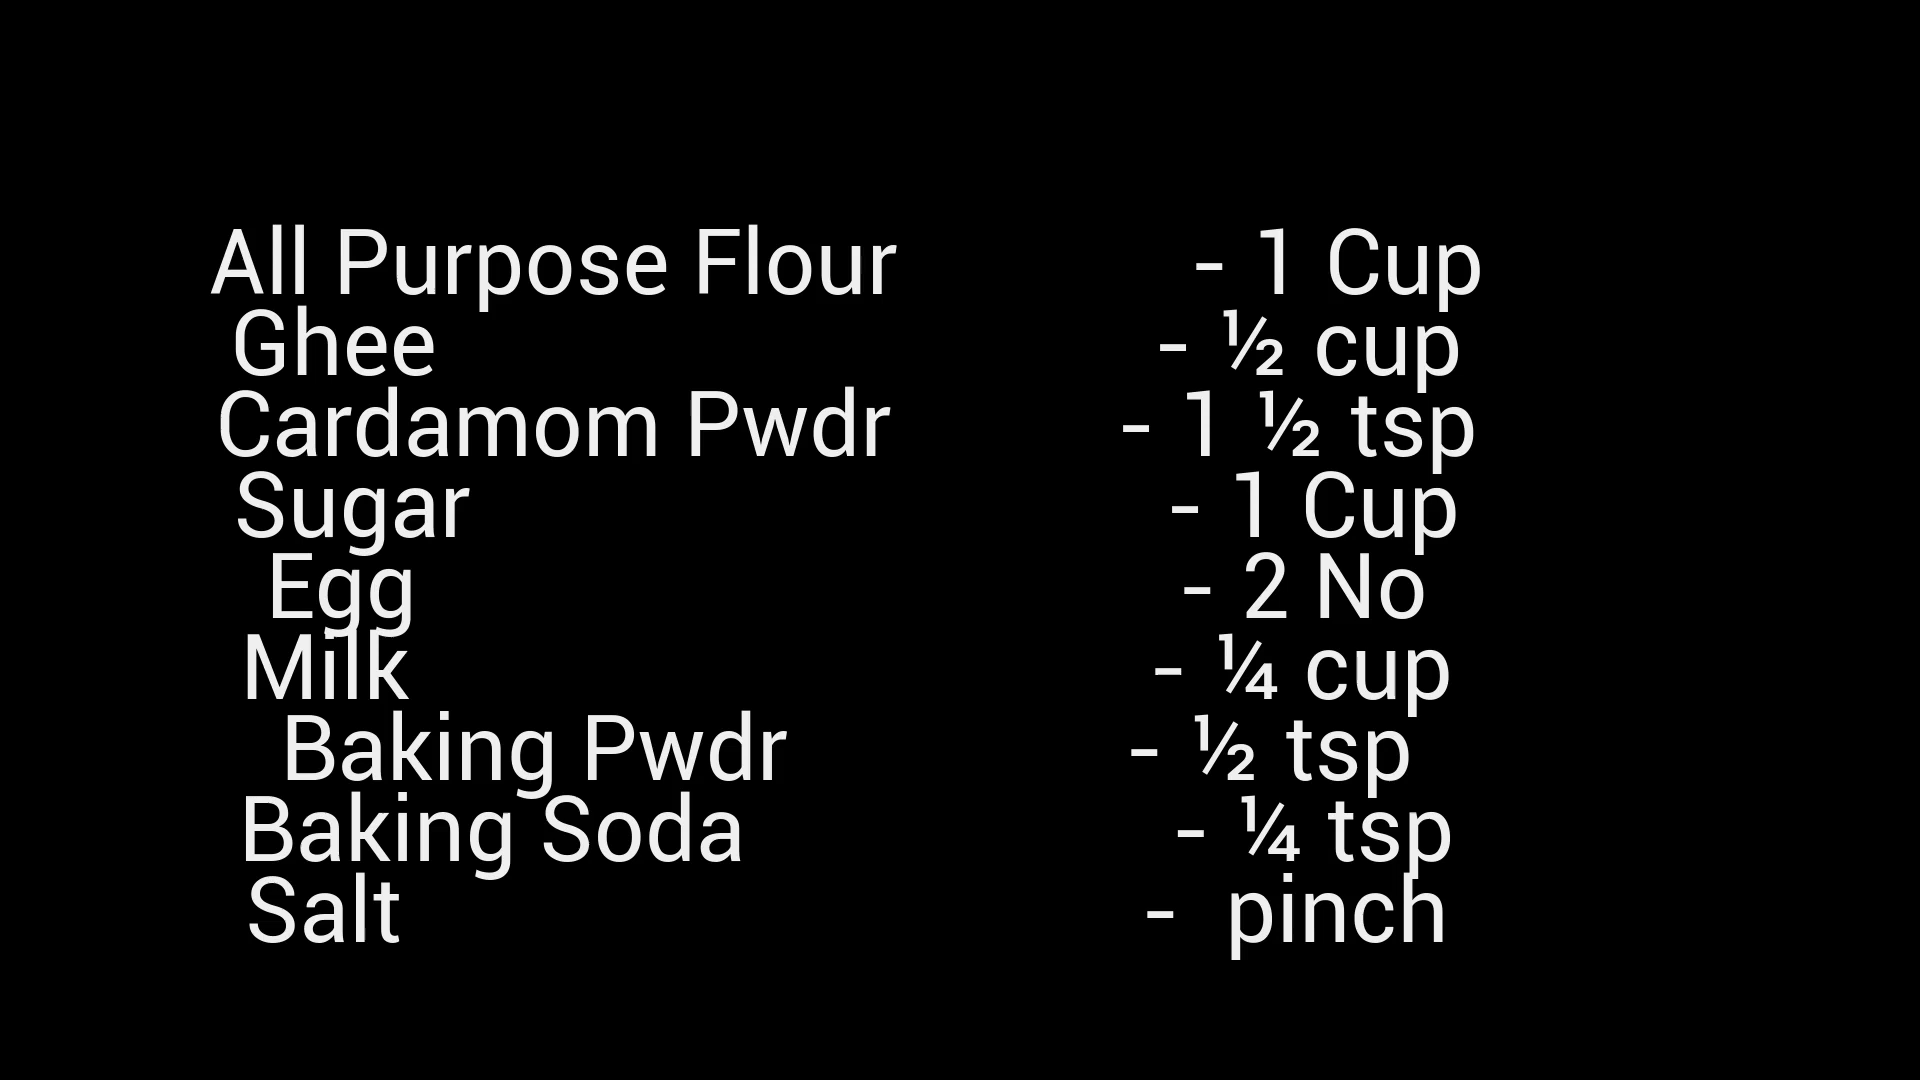 All Purpose Flour - 1 Cup
Ghee - ½ cup
Cardamom Pwdr - 1 ½ tsp
Sugar - 1 Cup
Egg - 2 No
Milk - ¼ cup
Baking Pwdr - ½ tsp
Baking Soda - ¼ tsp
Salt - pinch